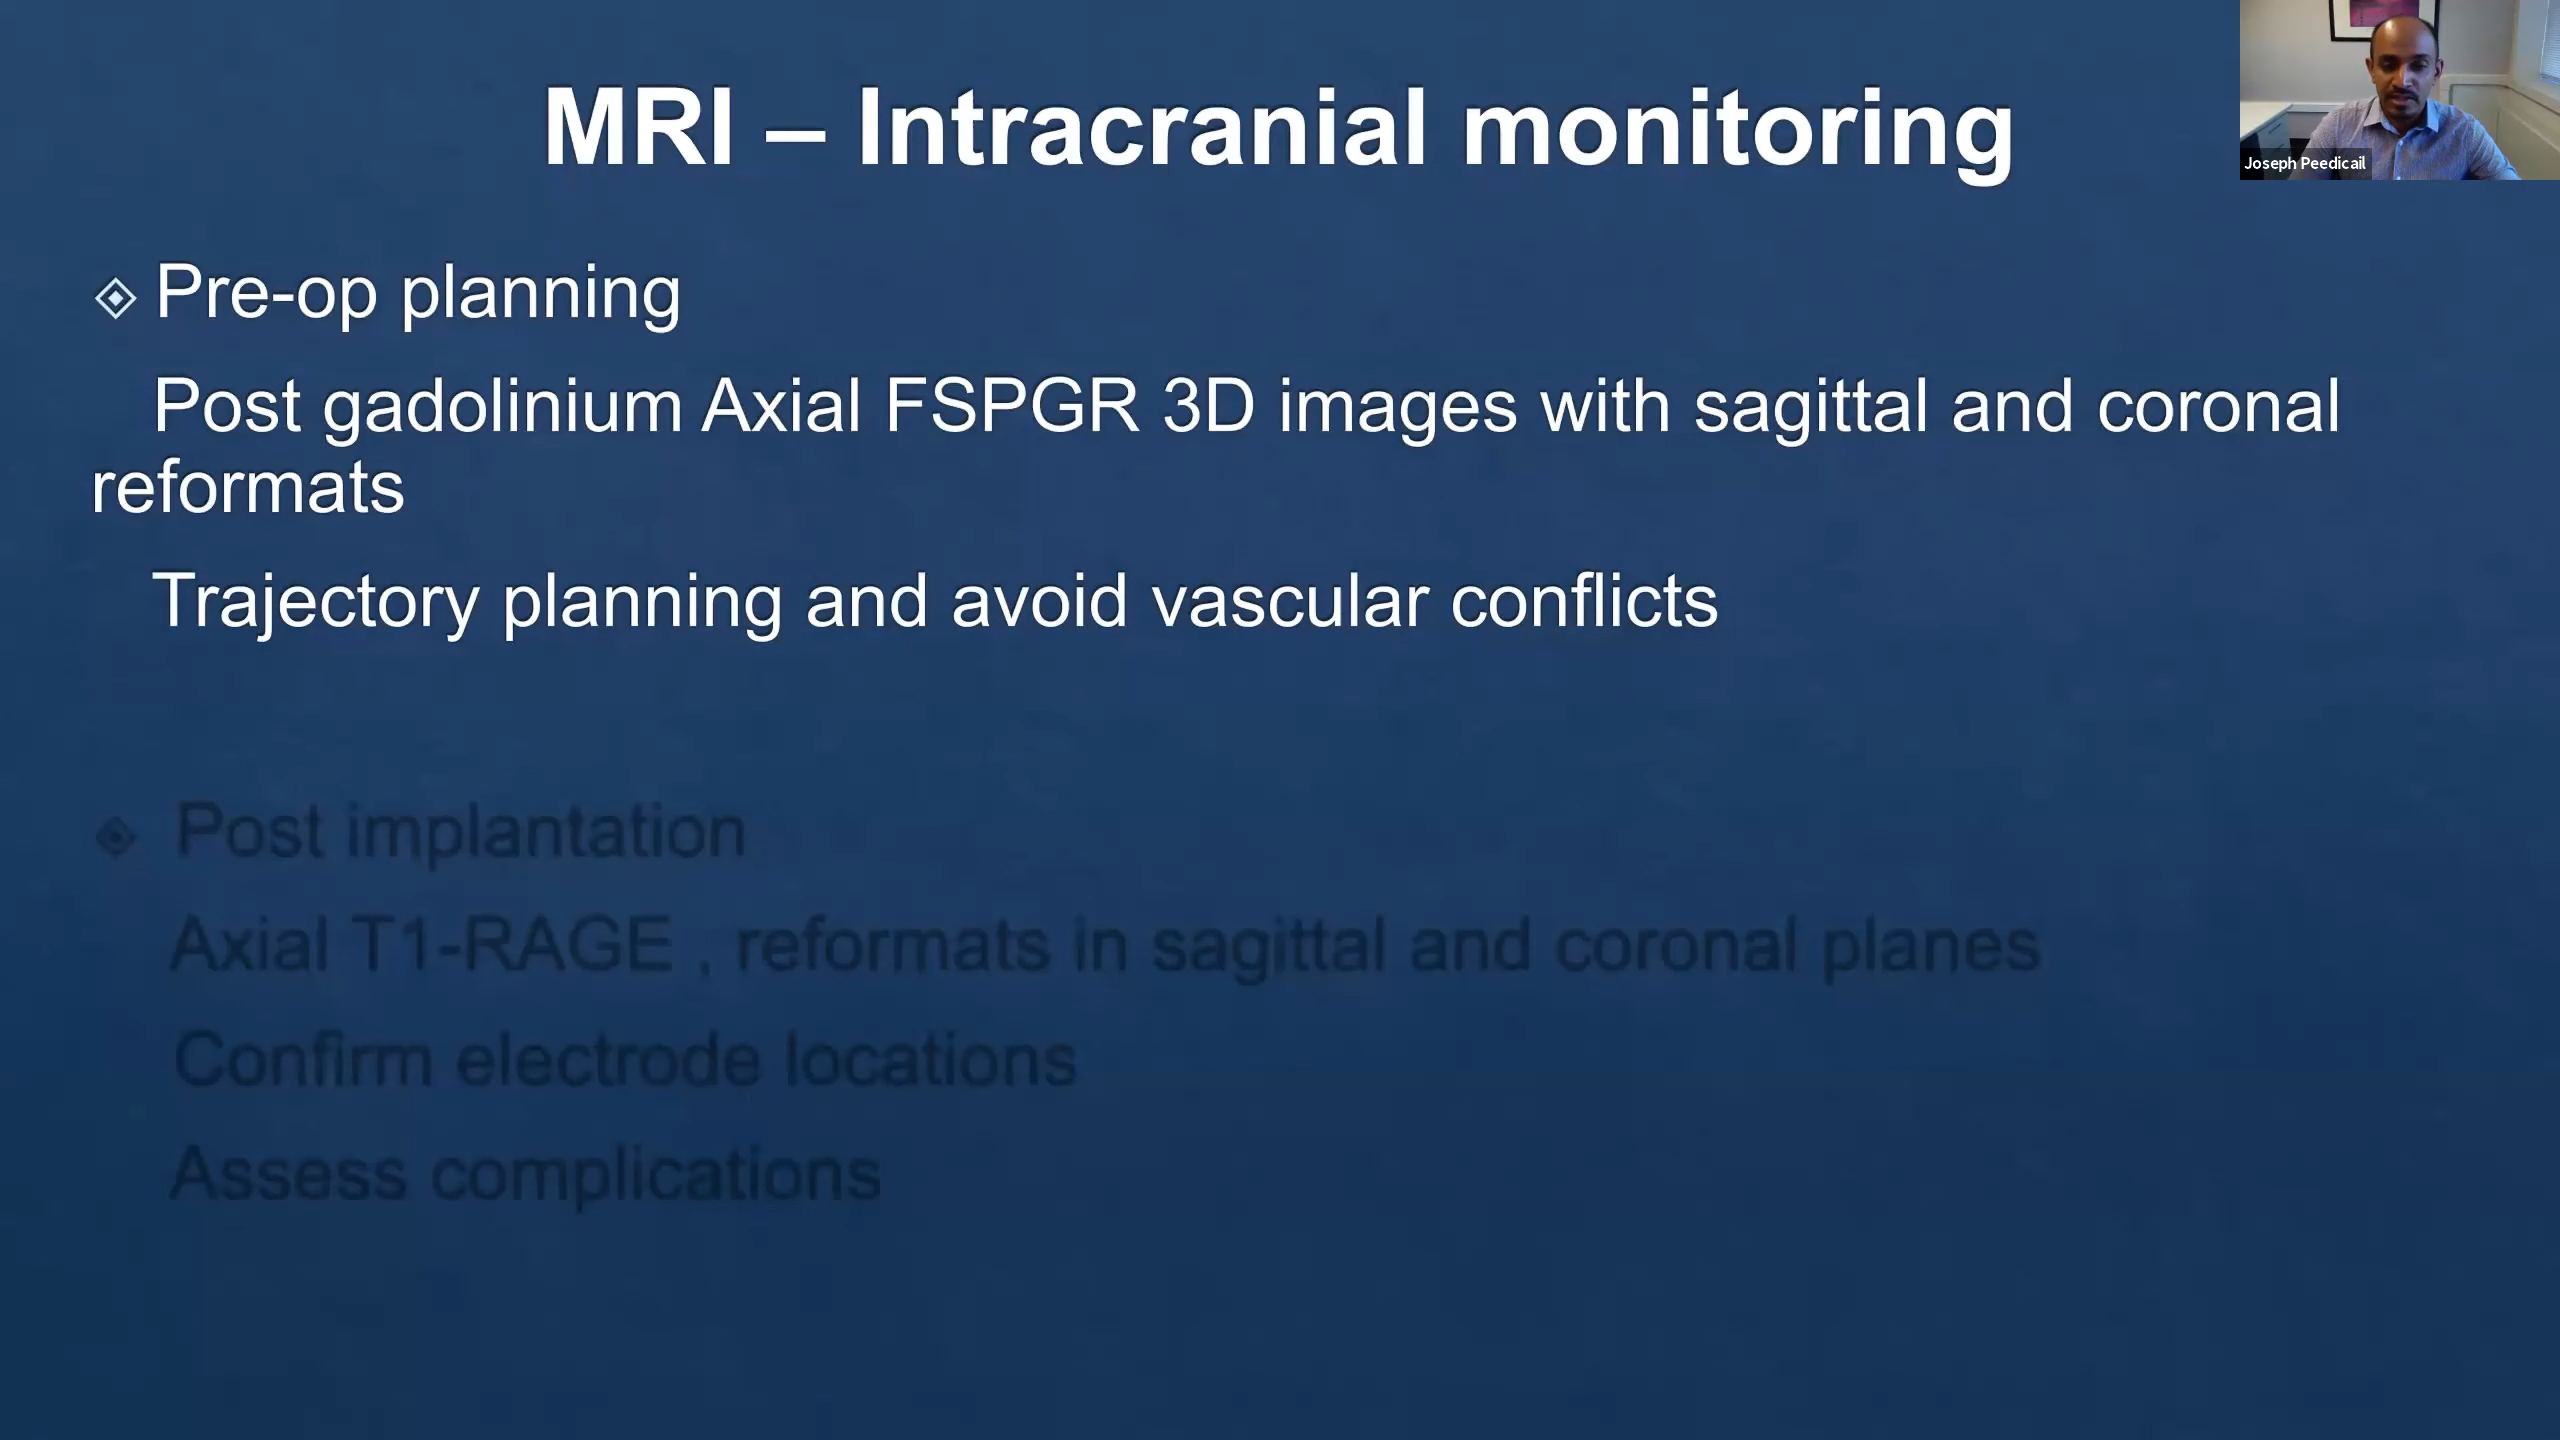 MRI – Intracranial monitoring
Joseph Peedicail
Pre-op planning
Post gadolinium Axial FSPGR 3D images with sagittal and coronal
reformats
Trajectory planning and avoid vascular conflicts
Post implantation
Axial T1-RAGE , reformats in sagittal and coronal planes
Confirm electrode locations
Assess complications